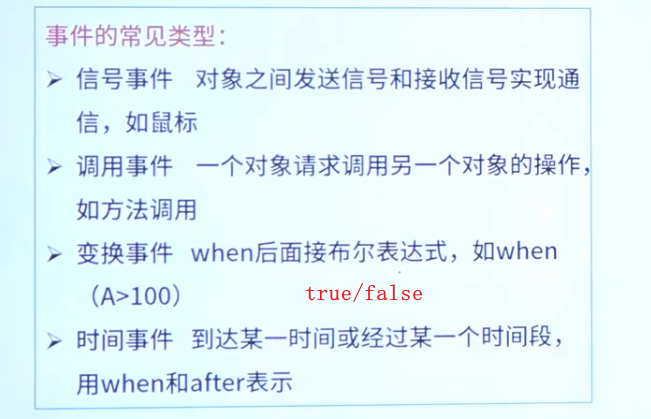 事件的常见类型：
➢ 信号事件 对象之间发送信号和接收信号实现通
信，如鼠标
➢ 调用事件 一个对象请求调用另一个对象的操作，
如方法调用
➢ 变换事件 when后面接布尔表达式，如when
（A>100） true/false
➢ 时间事件 到达某一时间或经过某一个时间段，
用when和after表示